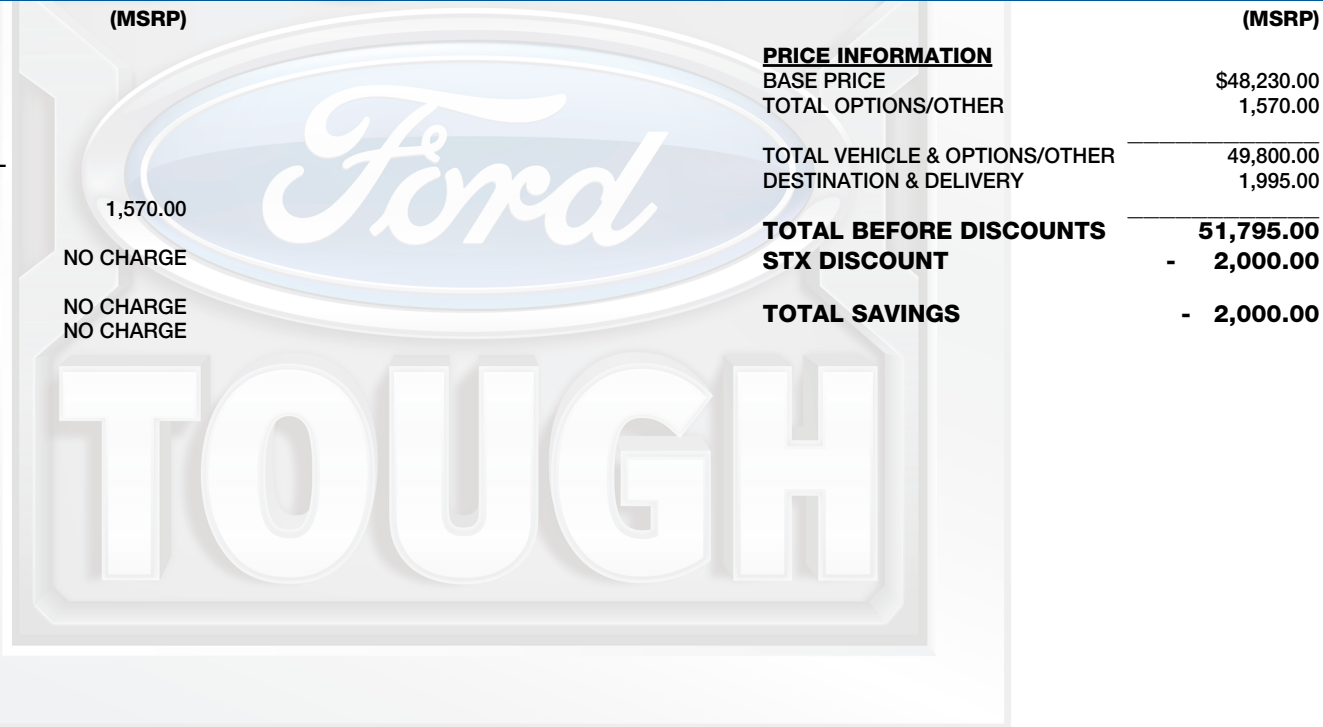 (MSRP)
1,570.00
NO CHARGE
NO CHARGE
NO CHARGE
Ford
TOUGH
(MSRP)
PRICE INFORMATION
BASE PRICE $48,230.00
TOTAL OPTIONS/OTHER 1,570.00
TOTAL VEHICLE & OPTIONS/OTHER 49,800.00
DESTINATION & DELIVERY 1,995.00
TOTAL BEFORE DISCOUNTS 51,795.00
STX DISCOUNT - 2,000.00
TOTAL SAVINGS - 2,000.00